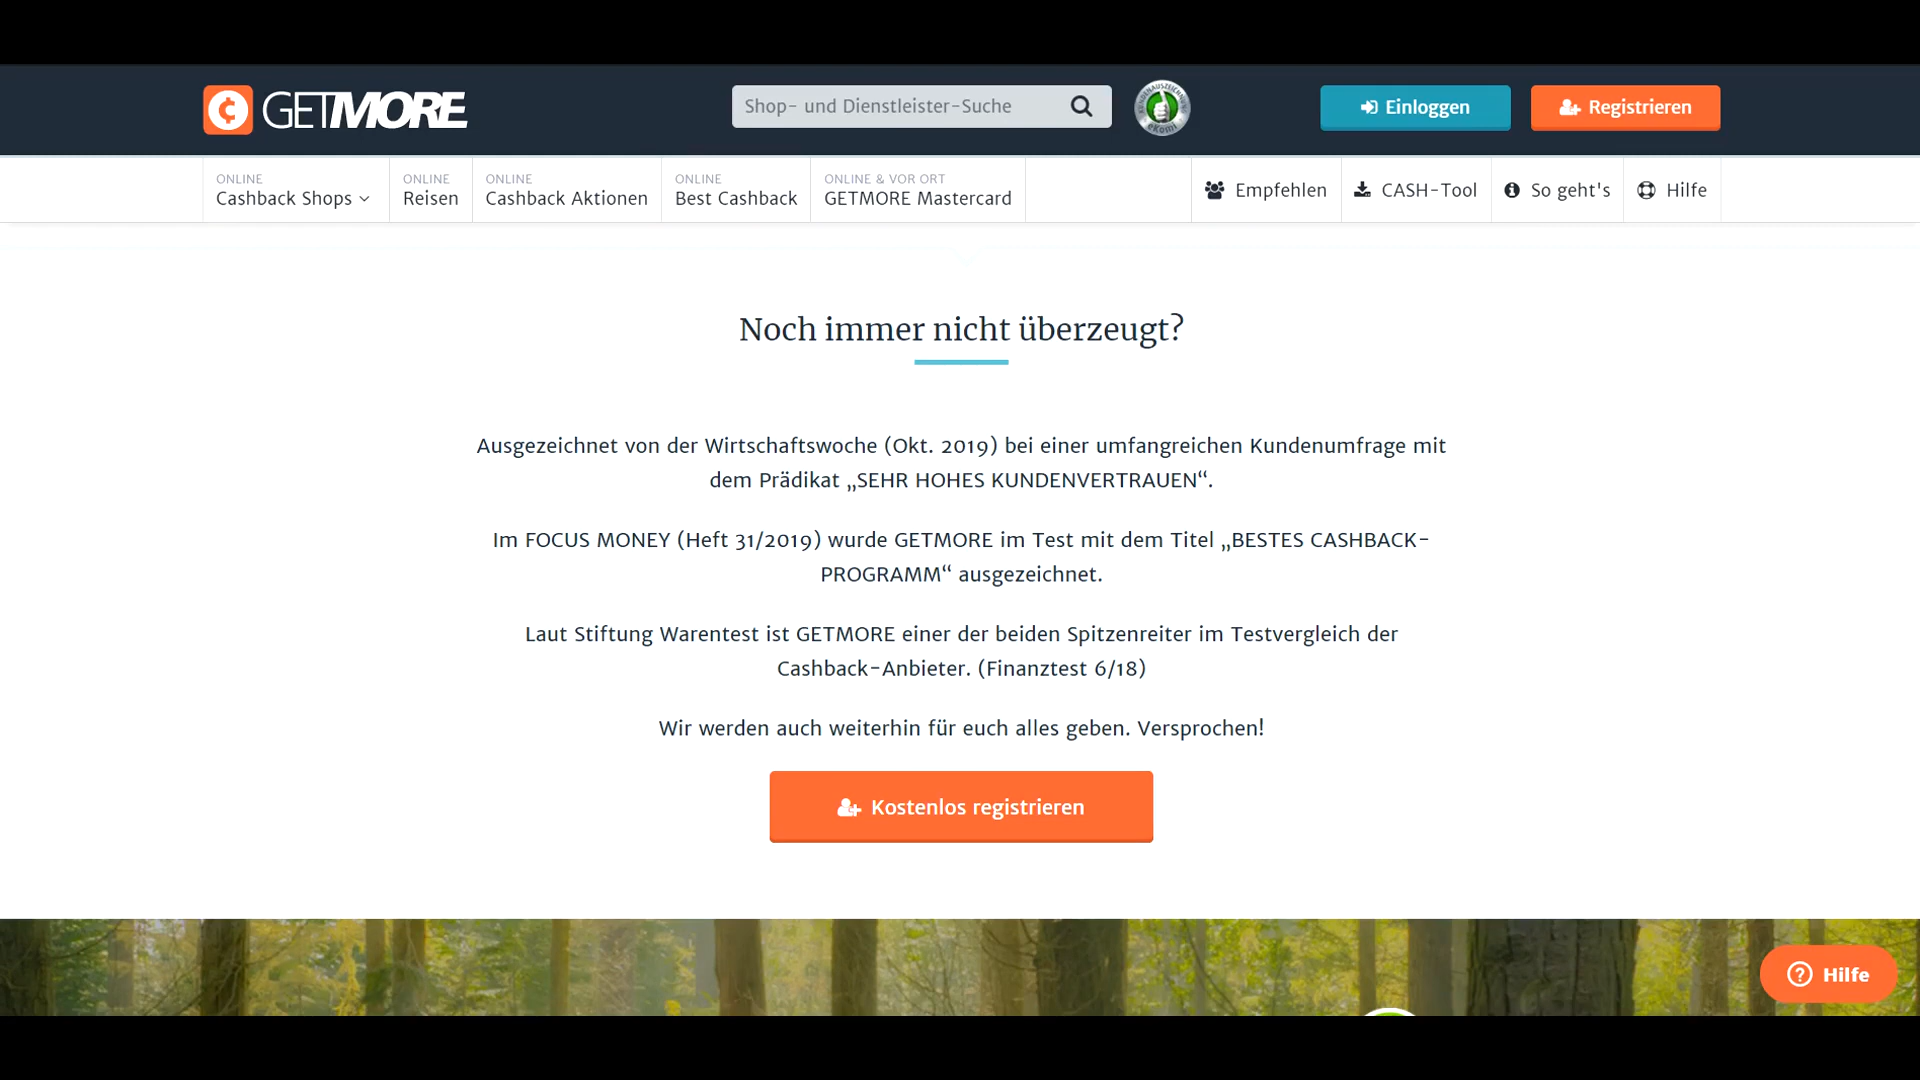 GETMORE
Shop- und Dienstleister-Suche
KUNDENAUSZEICHNUNG
eKomi
Einloggen
Registrieren
ONLINE
Cashback Shops
ONLINE
Reisen
ONLINE
Cashback Aktionen
ONLINE
Best Cashback
ONLINE & VOR ORT
GETMORE Mastercard
Empfehlen
CASH-Tool
So geht's
Hilfe
Noch immer nicht überzeugt?
Ausgezeichnet von der Wirtschaftswoche (Okt. 2019) bei einer umfangreichen Kundenumfrage mit
dem Prädikat „SEHR HOHES KUNDENVERTRAUEN“.
Im FOCUS MONEY (Heft 31/2019) wurde GETMORE im Test mit dem Titel „BESTES CASHBACK-
PROGRAMM“ ausgezeichnet.
Laut Stiftung Warentest ist GETMORE einer der beiden Spitzenreiter im Testvergleich der
Cashback-Anbieter. (Finanztest 6/18)
Wir werden auch weiterhin für euch alles geben. Versprochen!
Kostenlos registrieren
Hilfe